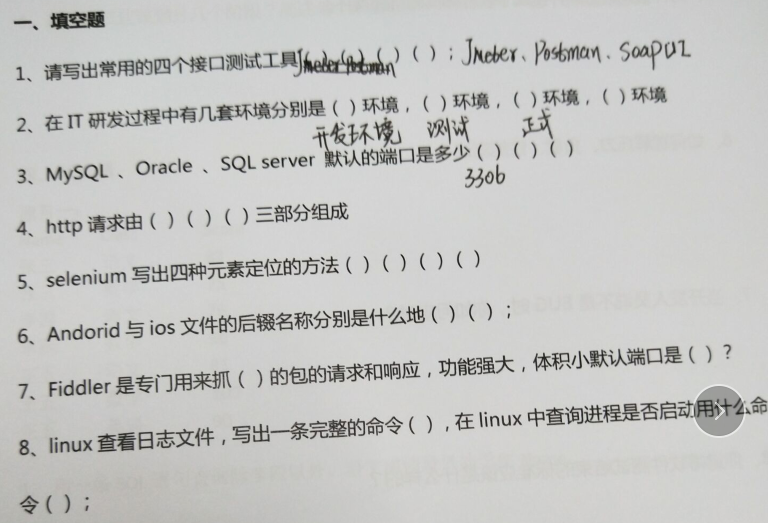 一、填空题
1、请写出常用的四个接口测试工具( ) ( ) ( ) ( )；Jmeber、Postman、SoapUI
2、在 IT 研发过程中有几套环境分别是（ ）环境，（ ）环境，（ ）环境，（ ）环境
开发环境 测试 正式
3、MySQL 、Oracle 、SQL server 默认的端口是多少（ ）（ ）（ ）
3306
4、http 请求由（ ）（ ）（ ）三部分组成
5、selenium 写出四种元素定位的方法（ ）（ ）（ ）（ ）
6、Andorid 与 ios 文件的后辍名称分别是什么地（ ）（ ）；
7、Fiddler 是专门用来抓（ ）的包的请求和响应，功能强大，体积小默认端口是（ ）？
8、linux 查看日志文件，写出一条完整的命令（ ），在 linux 中查询进程是否启动用什么命
令（ ）；